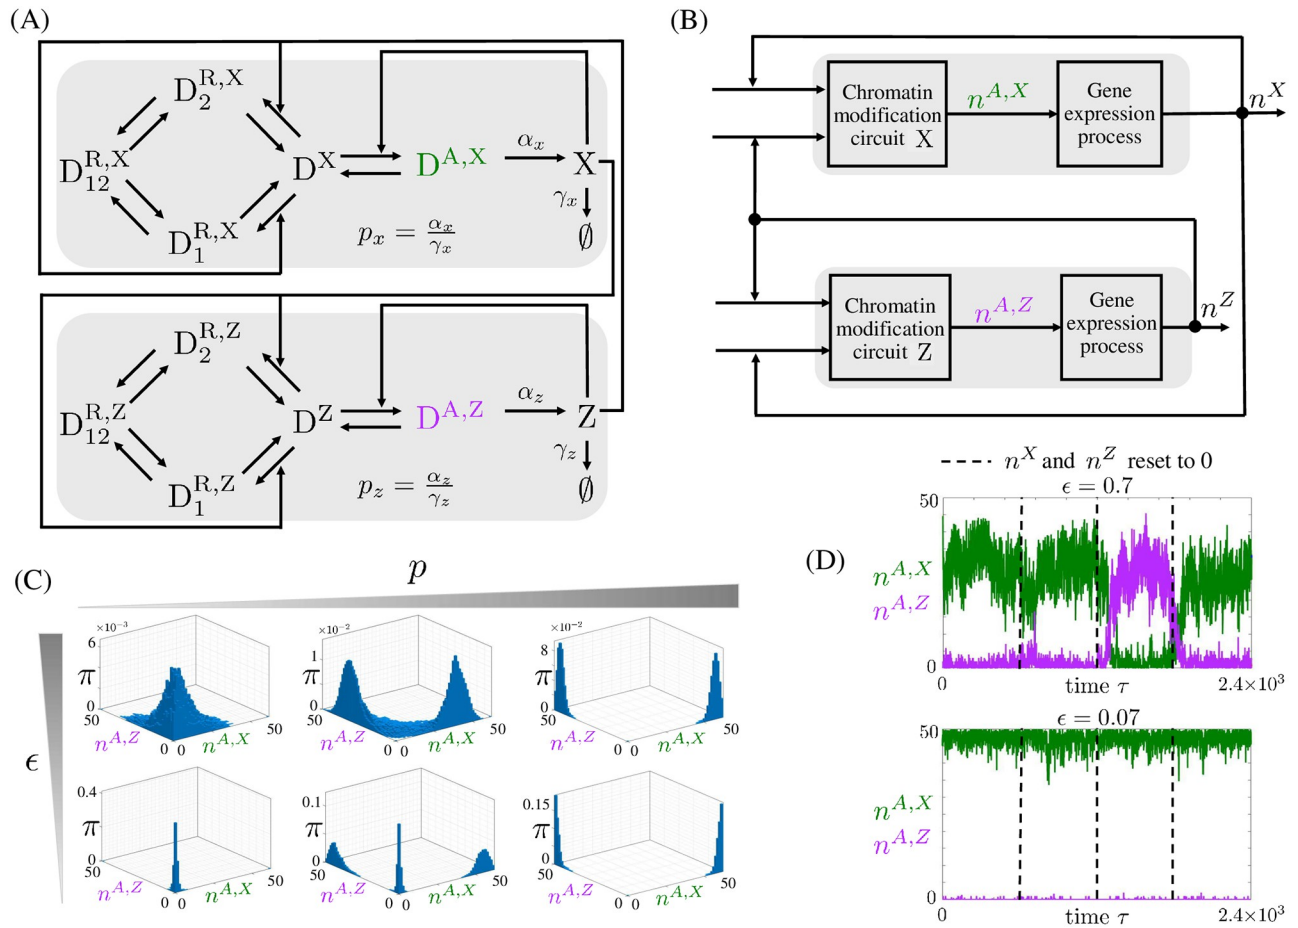 (A)
D₂^{R,X}
D₁₂^{R,X}
D^X
D^{A,X}
α_x
X
γ_x
∅
D₁^{R,X}
p_x = α_x/γ_x
D₂^{R,Z}
D₁₂^{R,Z}
D^Z
D^{A,Z}
α_z
Z
γ_z
∅
D₁^{R,Z}
p_z = α_z/γ_z
(B)
Chromatin
modification
circuit X
n^{A,X}
Gene
expression
process
n^X
Chromatin
modification
circuit Z
n^{A,Z}
Gene
expression
process
n^Z
(C)
p
ϵ
×10⁻³
6
3
0
π
50
n^{A,Z}
0 0
n^{A,X}
50
×10⁻²
1
0
π
50
n^{A,Z}
0 0
n^{A,X}
50
×10⁻²
8
4
0
π
50
n^{A,Z}
0 0
n^{A,X}
50
0.4
0
π
50
n^{A,Z}
0 0
n^{A,X}
50
0.1
0
π
50
n^{A,Z}
0 0
n^{A,X}
50
0.15
0
π
50
n^{A,Z}
0 0
n^{A,X}
50
(D)
n^X and n^Z reset to 0
ϵ = 0.7
50
n^{A,X}
n^{A,Z}
0
0
time τ
2.4×10³
ϵ = 0.07
50
n^{A,X}
n^{A,Z}
0
0
time τ
2.4×10³